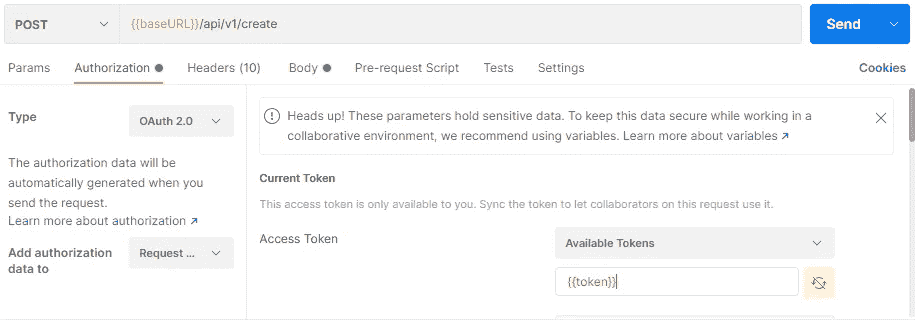 POST
{{baseURL}}/api/v1/create
Send
Params
Authorization
Headers (10)
Body
Pre-request Script
Tests
Settings
Cookies
Type
OAuth 2.0
The authorization data will be
automatically generated when you
send the request.
Learn more about authorization ↗
Add authorization
data to
Request ...
Heads up! These parameters hold sensitive data. To keep this data secure while working in a
collaborative environment, we recommend using variables. Learn more about variables ↗
Current Token
This access token is only available to you. Sync the token to let collaborators on this request use it.
Access Token
Available Tokens
{{token}}